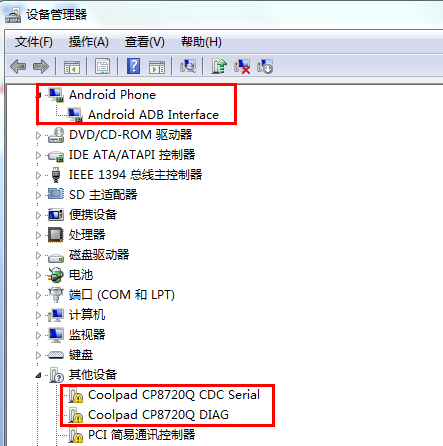 设备管理器
文件(F) 操作(A) 查看(V) 帮助(H)
Android Phone
Android ADB Interface
DVD/CD-ROM 驱动器
IDE ATA/ATAPI 控制器
IEEE 1394 总线主控制器
SD 主适配器
便携设备
处理器
磁盘驱动器
电池
端口 (COM 和 LPT)
计算机
监视器
键盘
其他设备
Coolpad CP8720Q CDC Serial
Coolpad CP8720Q DIAG
PCI 简易通讯控制器